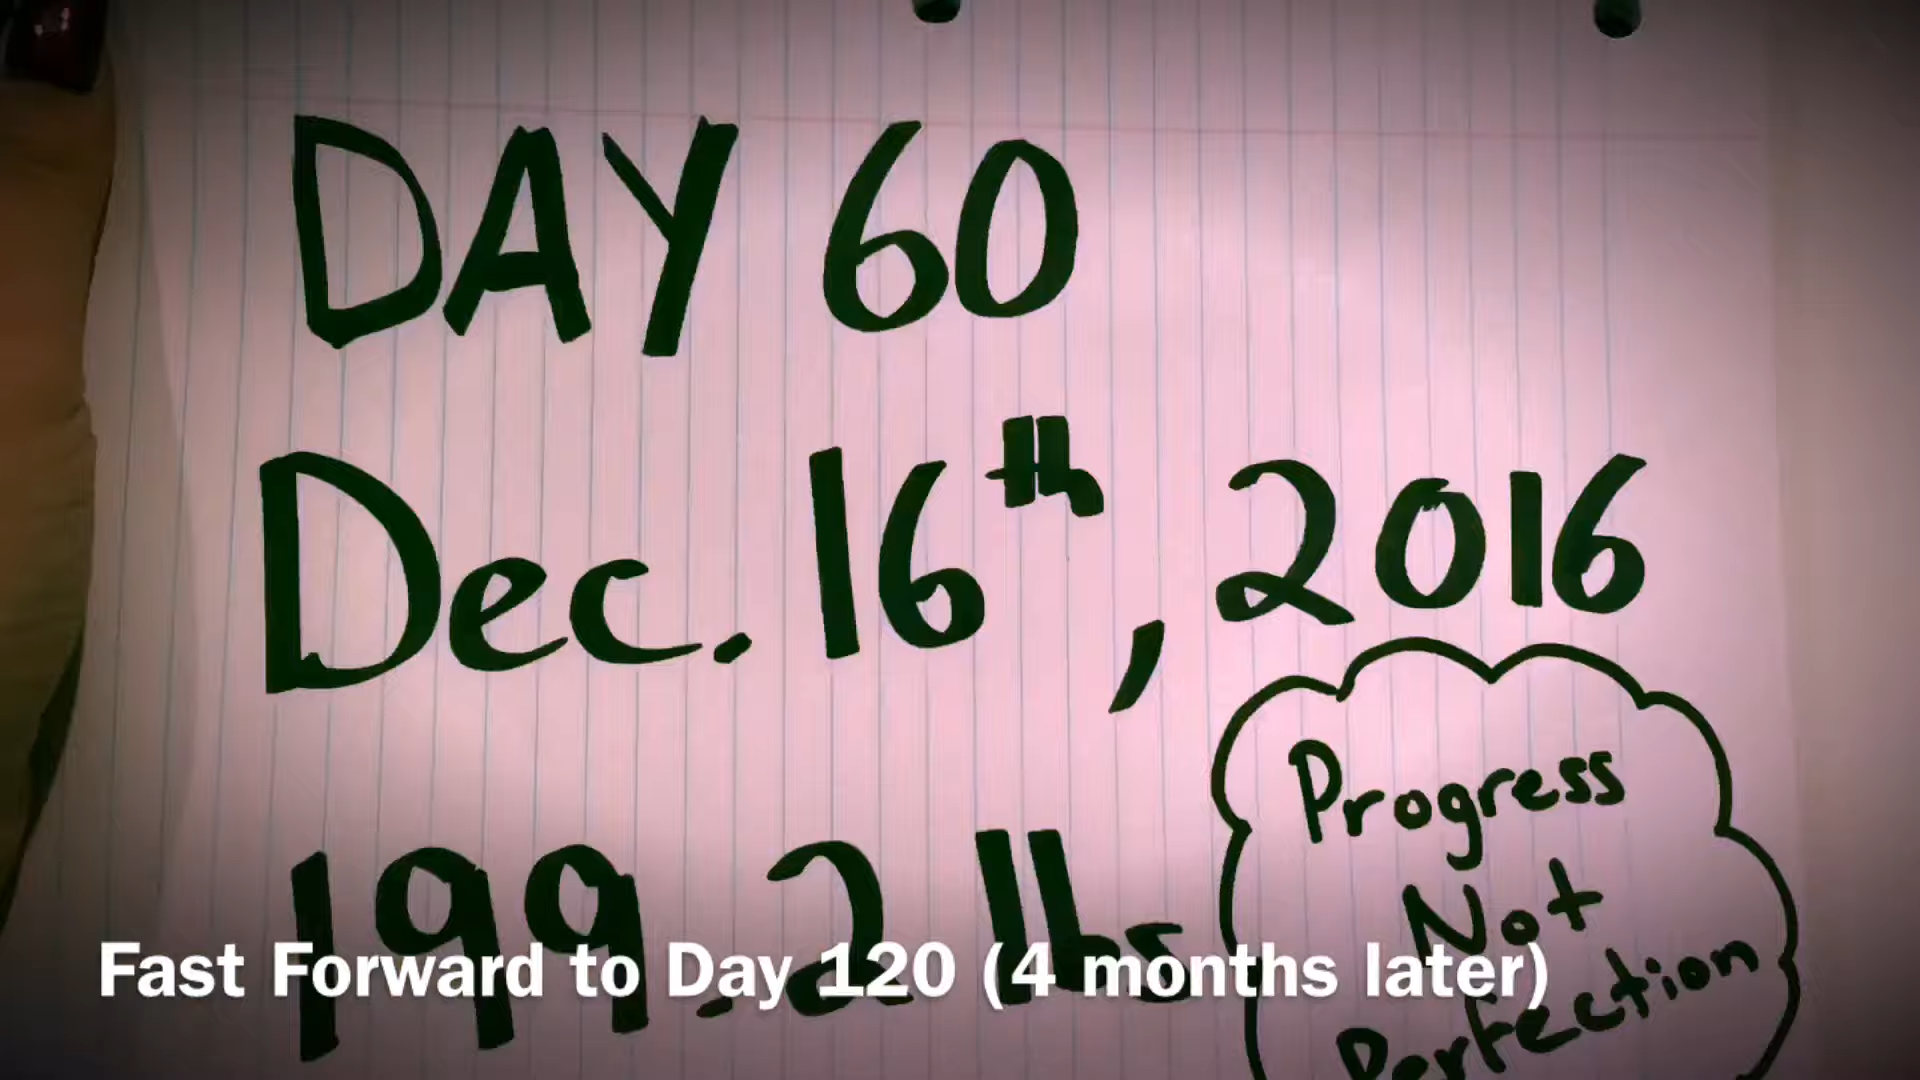 DAY 60
Dec. 16th, 2016
199.2 lbs
Progress
Not
Perfection
Fast Forward to Day 120 (4 months later)